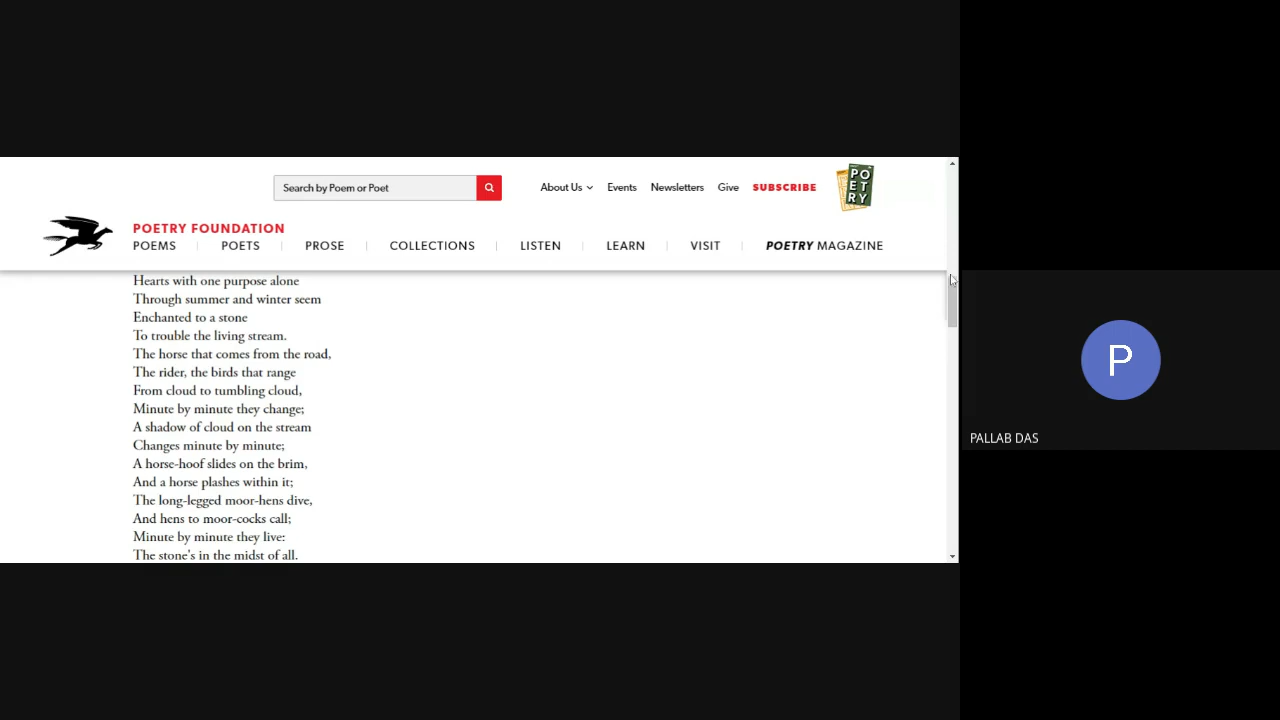 Search by Poem or Poet
About Us Events Newsletters Give SUBSCRIBE
PO
ET
RY
POETRY FOUNDATION
POEMS POETS PROSE COLLECTIONS LISTEN LEARN VISIT POETRY MAGAZINE
Hearts with one purpose alone
Through summer and winter seem
Enchanted to a stone
To trouble the living stream.
The horse that comes from the road,
The rider, the birds that range
From cloud to tumbling cloud,
Minute by minute they change;
A shadow of cloud on the stream
Changes minute by minute;
A horse-hoof slides on the brim,
And a horse plashes within it;
The long-legged moor-hens dive,
And hens to moor-cocks call;
Minute by minute they live:
The stone's in the midst of all.
P
PALLAB DAS